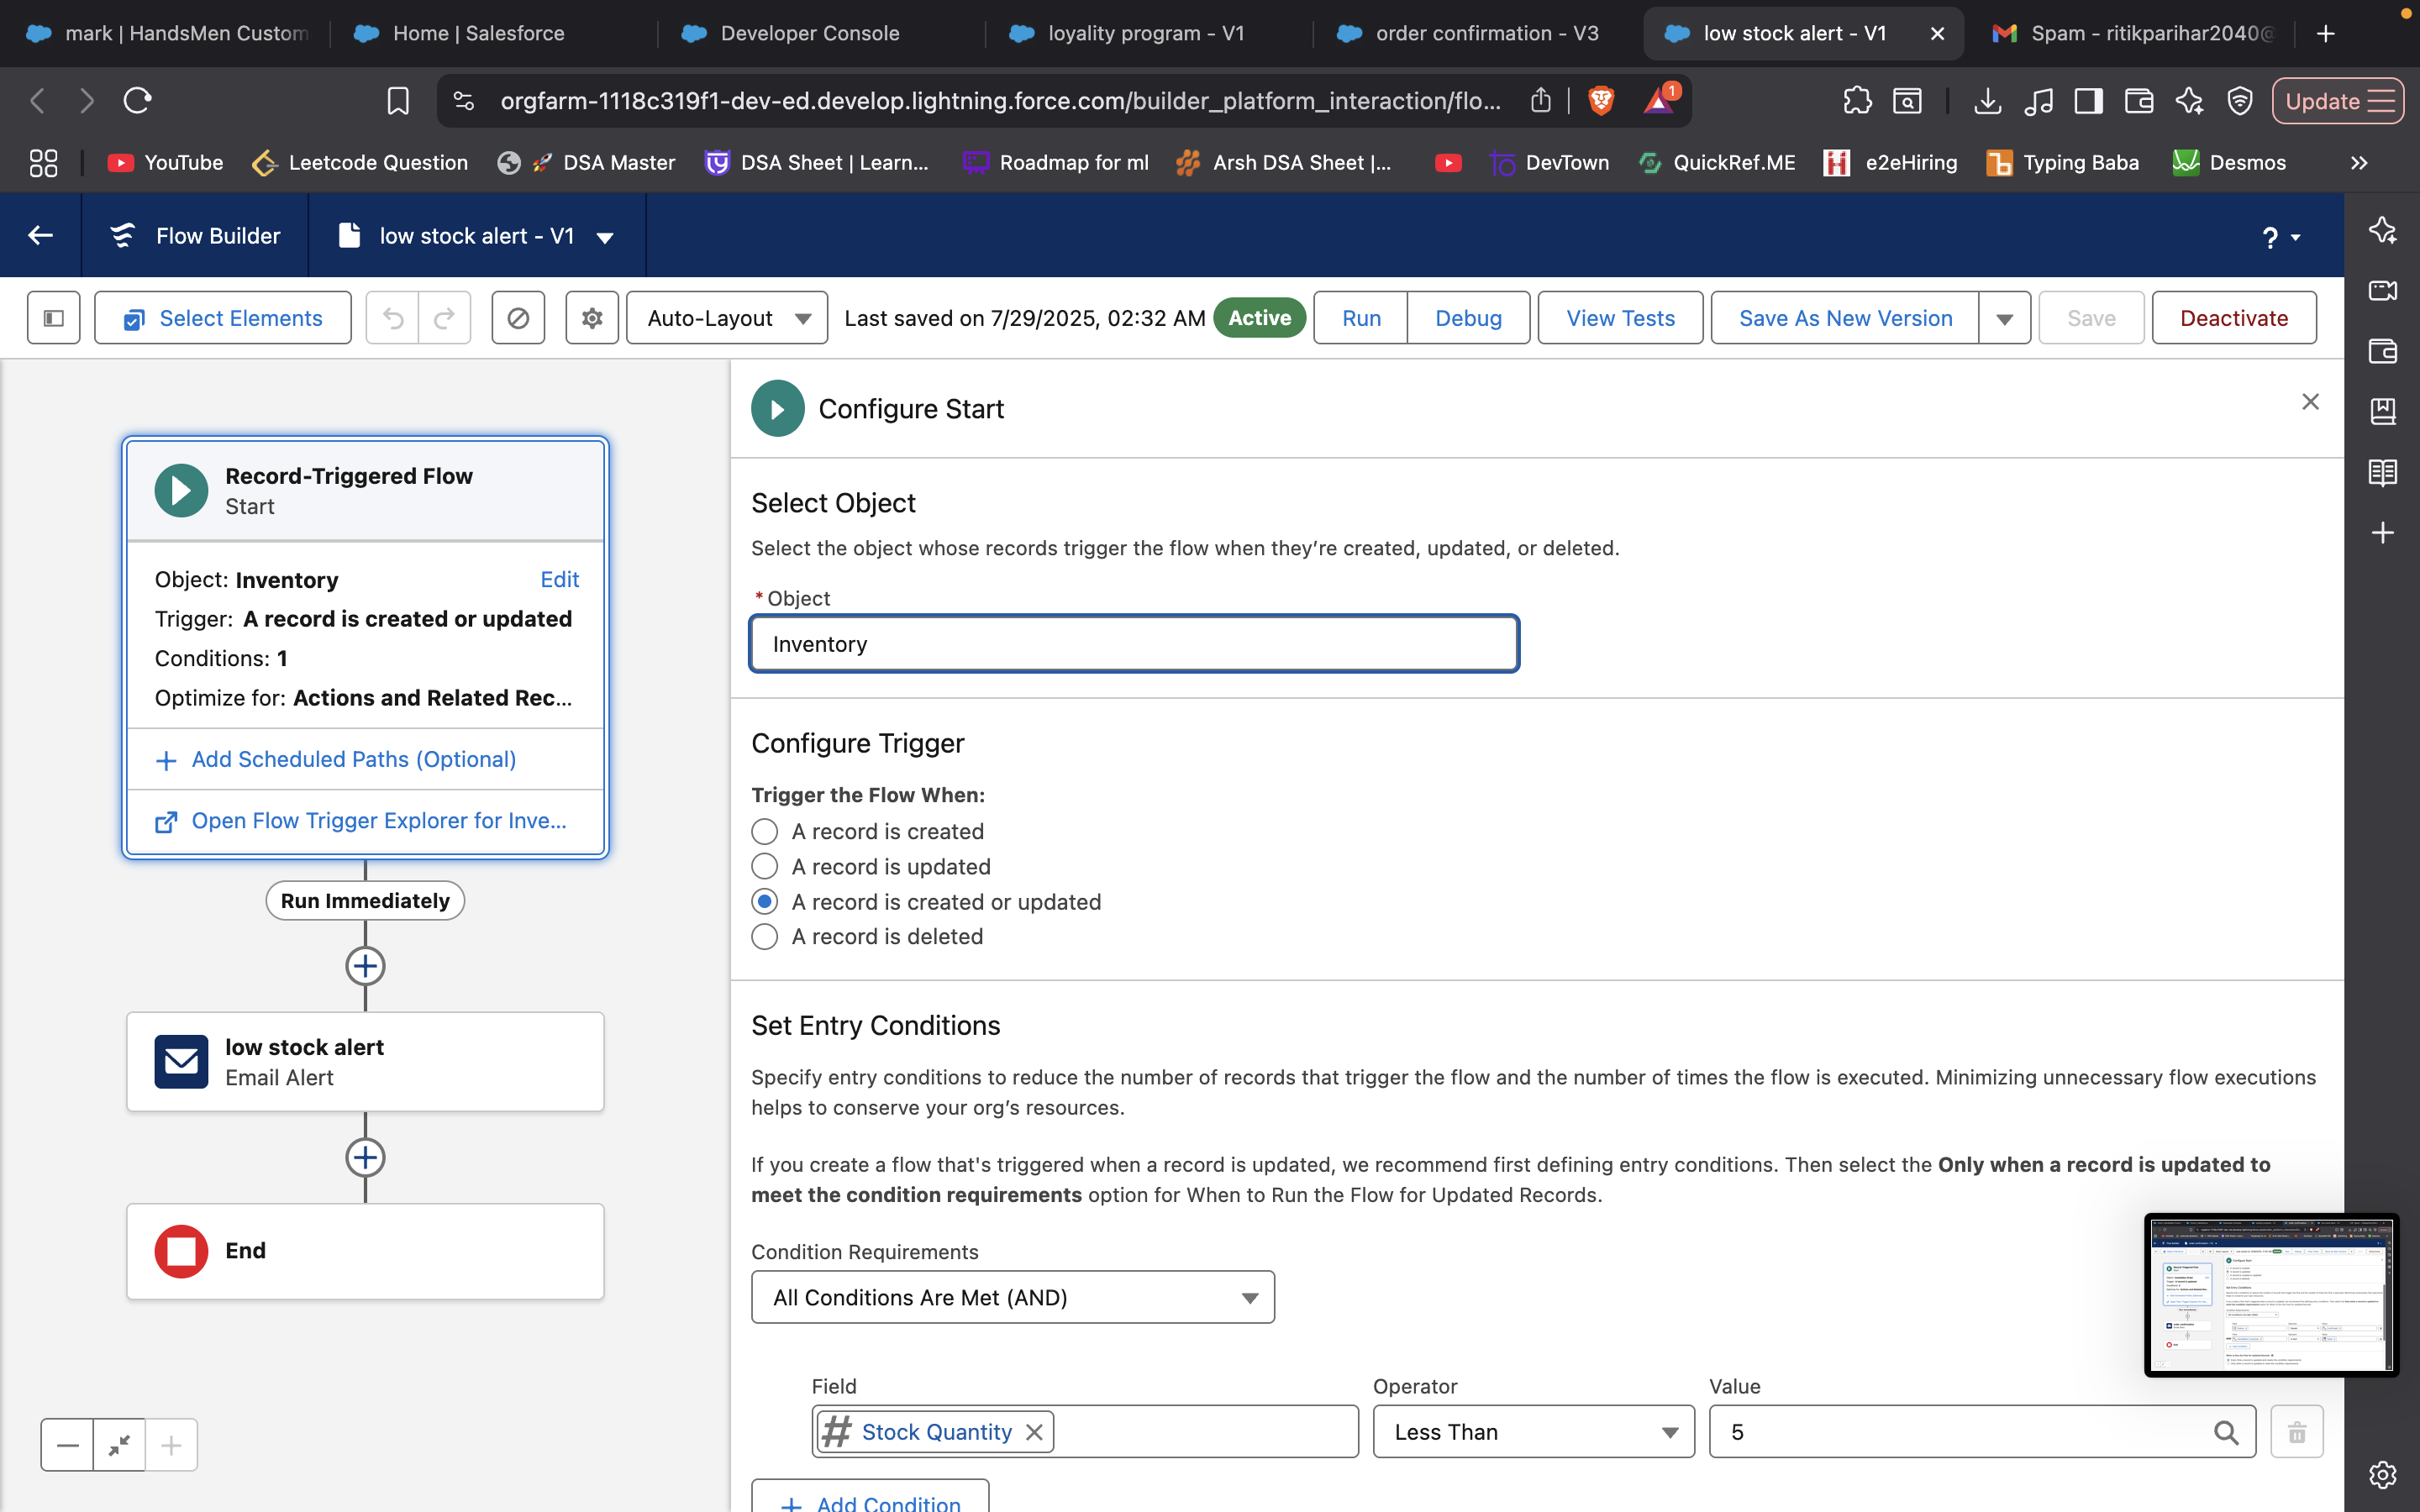 mark | HandsMen Custom
Home | Salesforce
Developer Console
loyality program - V1
order confirmation - V3
low stock alert - V1
Spam - ritikparihar2040@
orgfarm-1118c319f1-dev-ed.develop.lightning.force.com/builder_platform_interaction/flo...
1
Update
YouTube
Leetcode Question
DSA Master
DSA Sheet | Learn...
Roadmap for ml
Arsh DSA Sheet |...
DevTown
QuickRef.ME
e2eHiring
Typing Baba
Desmos
Flow Builder
low stock alert - V1
?
Select Elements
Auto-Layout
Last saved on 7/29/2025, 02:32 AM
Active
Run
Debug
View Tests
Save As New Version
Save
Deactivate
Record-Triggered Flow
Start
Object: Inventory
Edit
Trigger: A record is created or updated
Conditions: 1
Optimize for: Actions and Related Rec...
Add Scheduled Paths (Optional)
Open Flow Trigger Explorer for Inve...
Run Immediately
low stock alert
Email Alert
End
Configure Start
Select Object
Select the object whose records trigger the flow when they're created, updated, or deleted.
* Object
Inventory
Configure Trigger
Trigger the Flow When:
A record is created
A record is updated
A record is created or updated
A record is deleted
Set Entry Conditions
Specify entry conditions to reduce the number of records that trigger the flow and the number of times the flow is executed. Minimizing unnecessary flow executions
helps to conserve your org's resources.
If you create a flow that's triggered when a record is updated, we recommend first defining entry conditions. Then select the Only when a record is updated to
meet the condition requirements option for When to Run the Flow for Updated Records.
Condition Requirements
All Conditions Are Met (AND)
Field
Operator
Value
Stock Quantity
Less Than
5
Add Condition